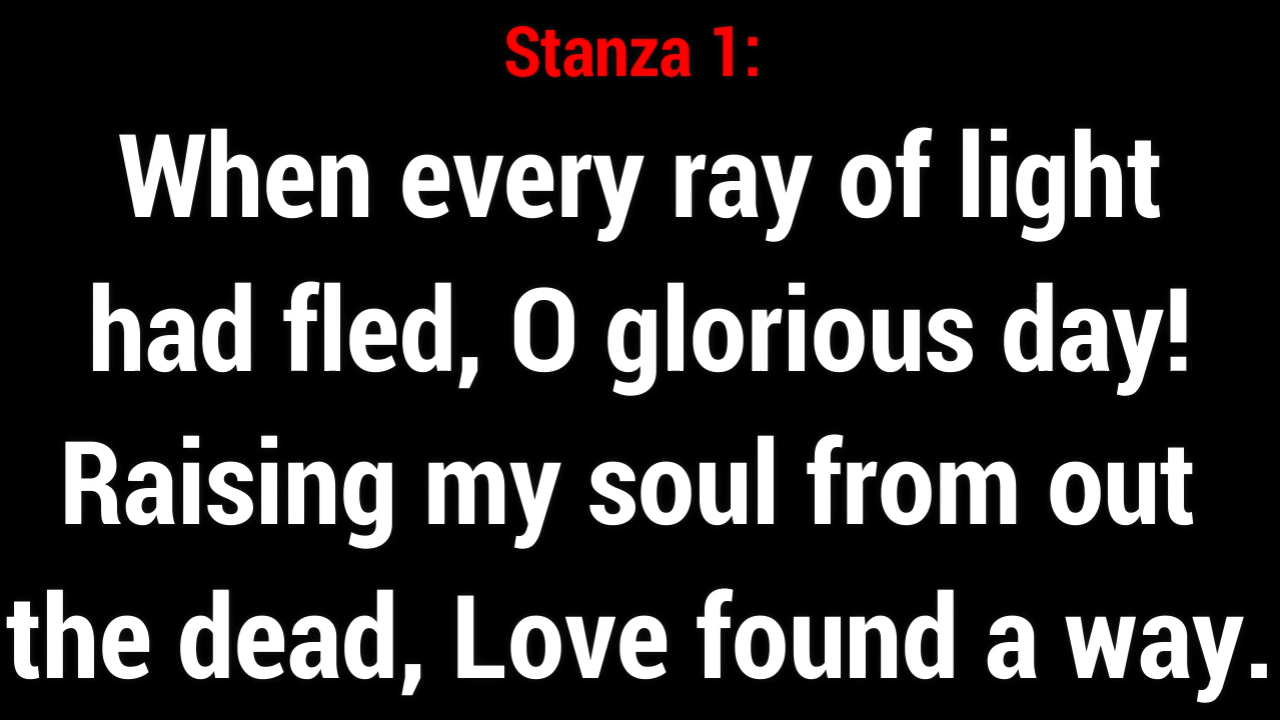 Stanza 1:
When every ray of light
had fled, O glorious day!
Raising my soul from out
the dead, Love found a way.